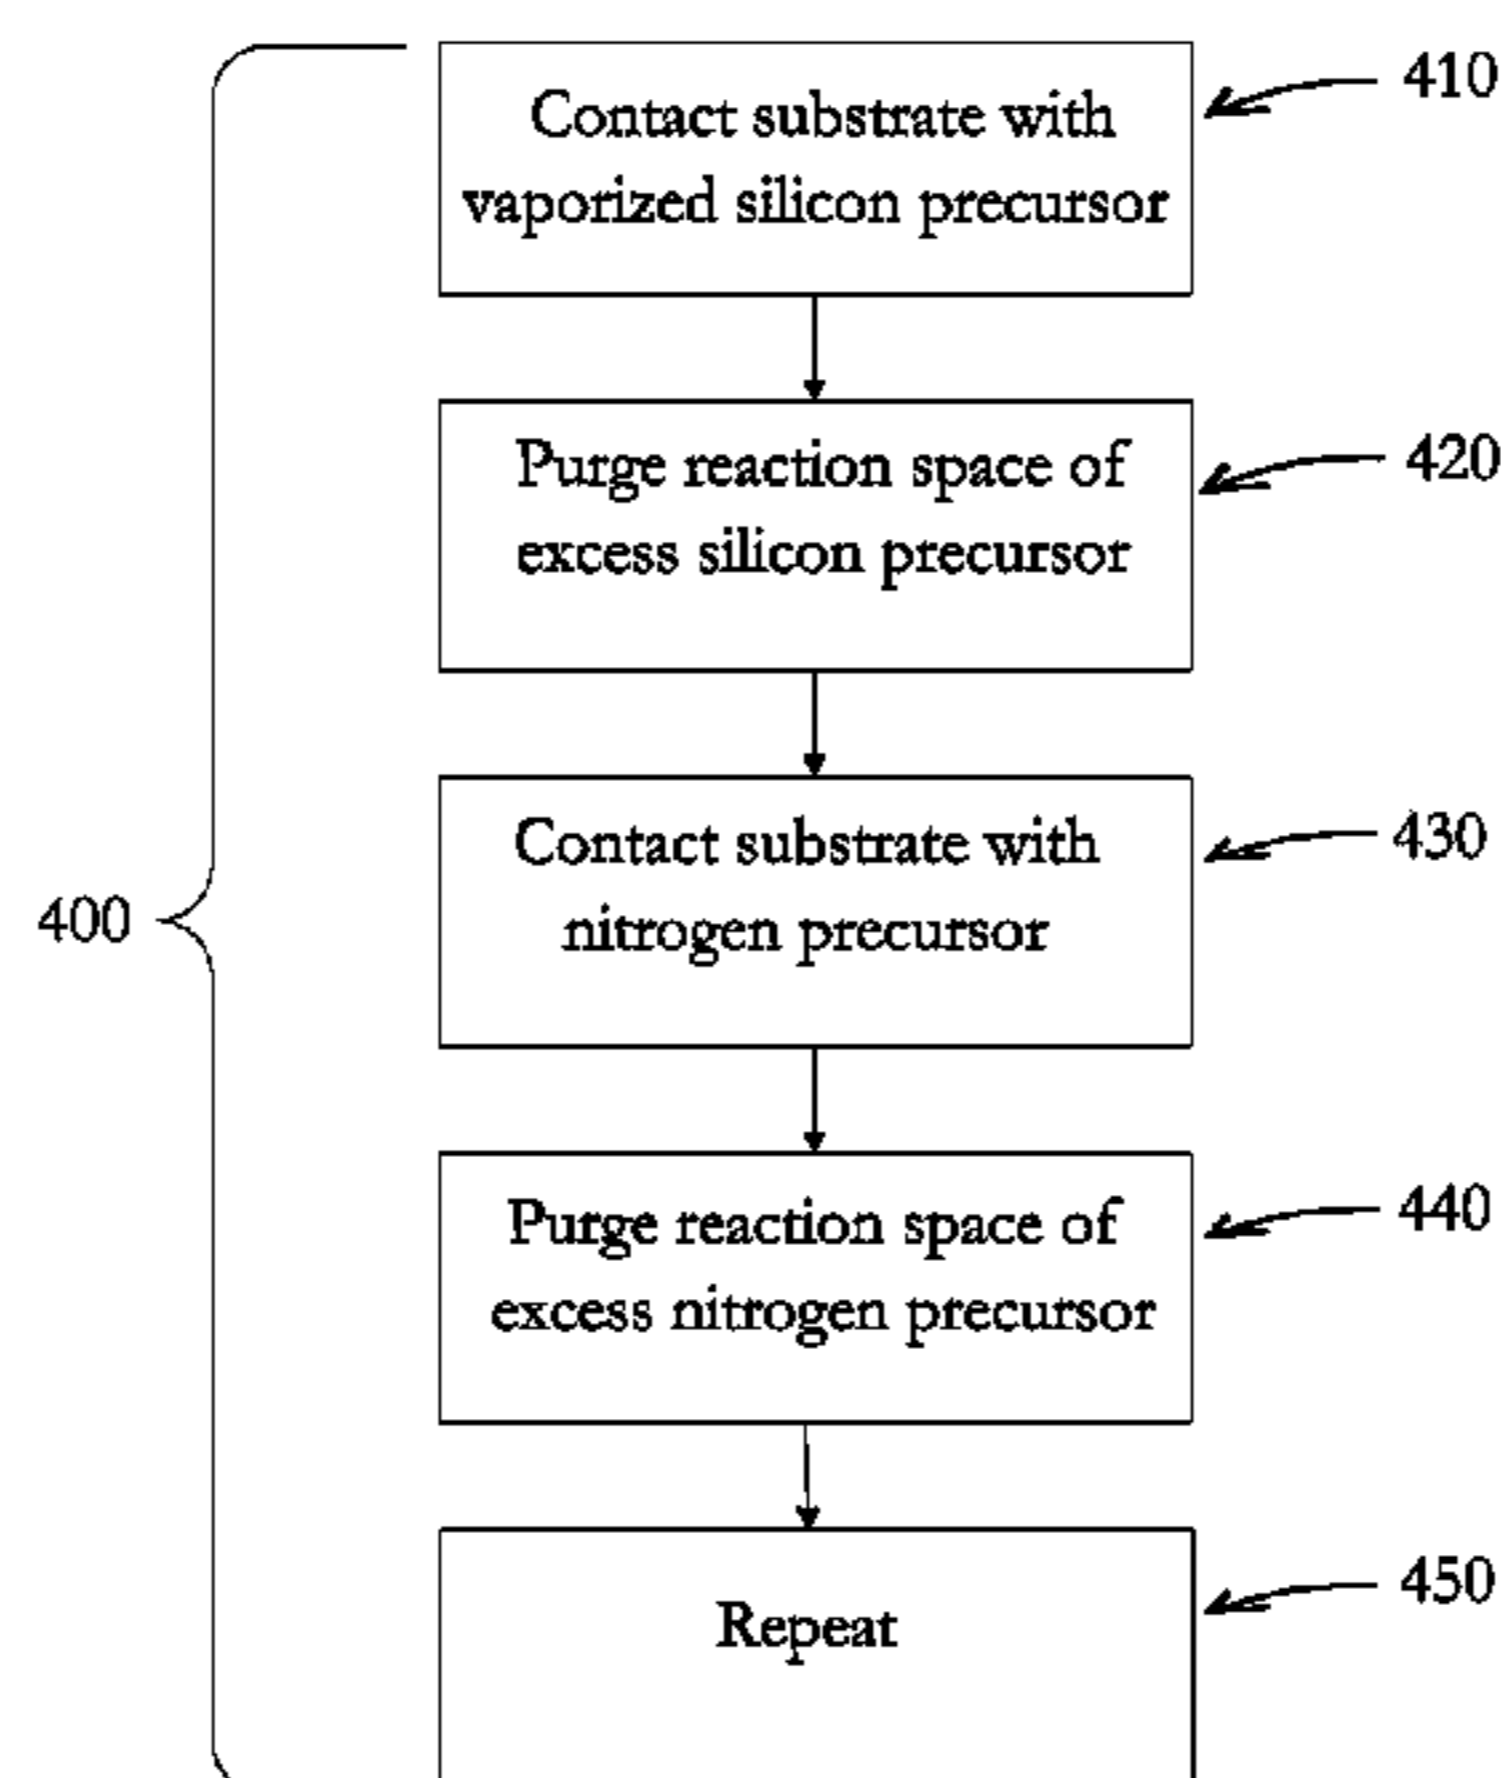 Contact substrate with
vaporized silicon precursor
410
Purge reaction space of
excess silicon precursor
420
Contact substrate with
nitrogen precursor
430
400
Purge reaction space of
excess nitrogen precursor
440
Repeat
450